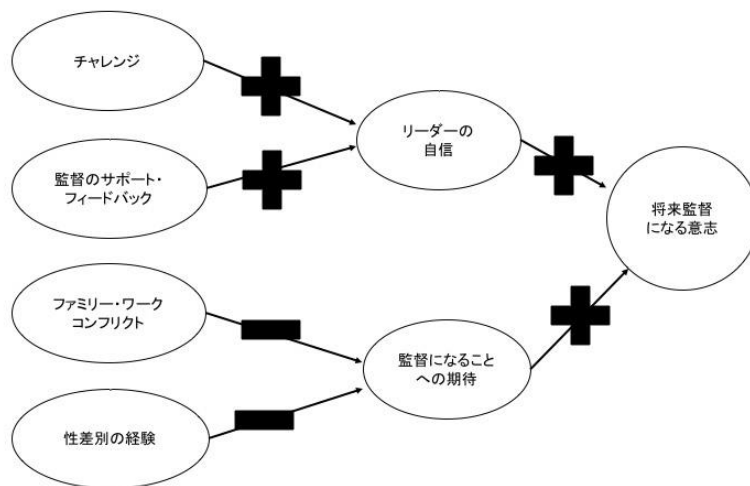 チャレンジ
監督のサポート・
フィードバック
ファミリー・ワーク
コンフリクト
性差別の経験
リーダーの
自信
監督になること
への期待
将来監督
になる意志